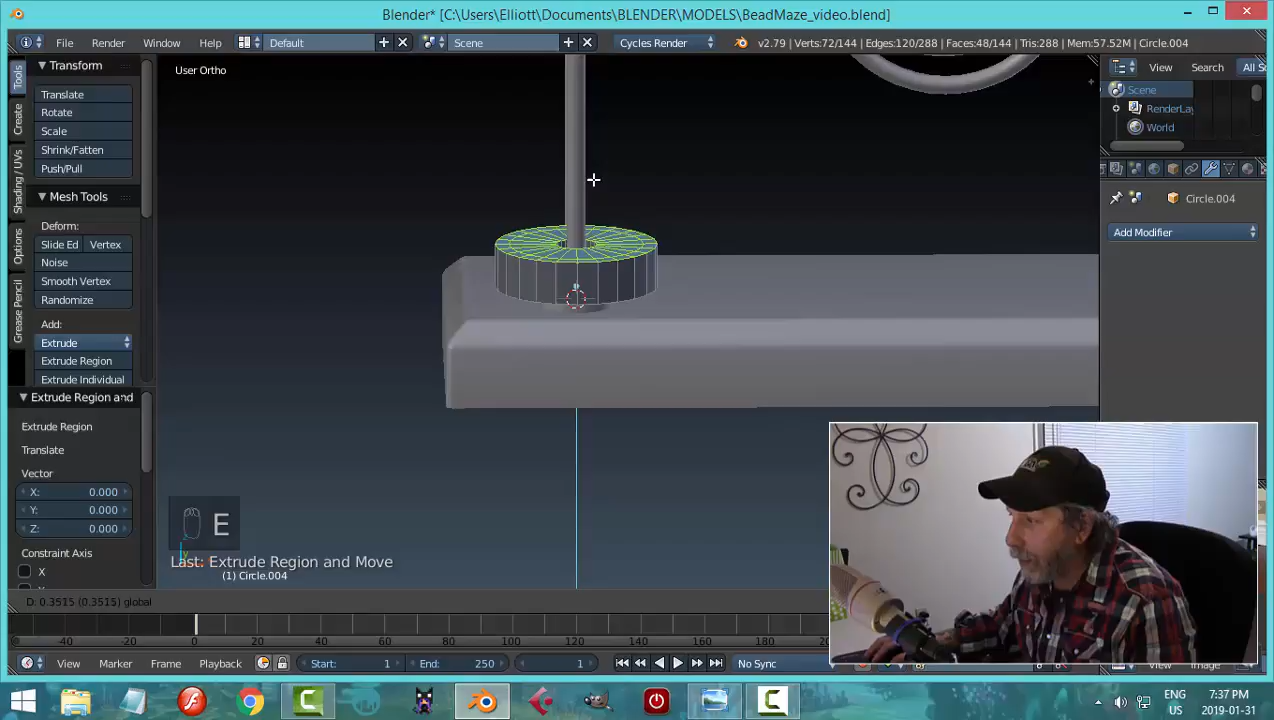 Blender* [C:\Users\Elliott\Documents\BLENDER\MODELS\BeadMaze_video.blend]
File Render Window Help Default Scene Cycles Render v2.79 | Verts:72/144 | Edges:120/288 | Faces:48/144 | Tris:288 | Mem:57.52M | Circle.004
Tools
Create
Shading / UVs
Options
Grease Pencil
Transform
Translate
Rotate
Scale
Shrink/Fatten
Push/Pull
Mesh Tools
Deform:
Slide Ed Vertex
Noise
Smooth Vertex
Randomize
Add:
Extrude
Extrude Region
Extrude Individual
Extrude Region and
Extrude Region
Translate
Vector
X: 0.000
Y: 0.000
Z: 0.000
Constraint Axis
X
User Ortho
E
Last: Extrude Region and Move
(1) Circle.004
D: 0.3515 (0.3515) global
View Search All S
Scene
RenderLay
World
Circle.004
Add Modifier
-40 -20 0 20 40 60 80 100 120 140 160 180
View Marker Frame Playback Start: 1 End: 250 1 No Sync View Image
ENG
US
7:37 PM
2019-01-31